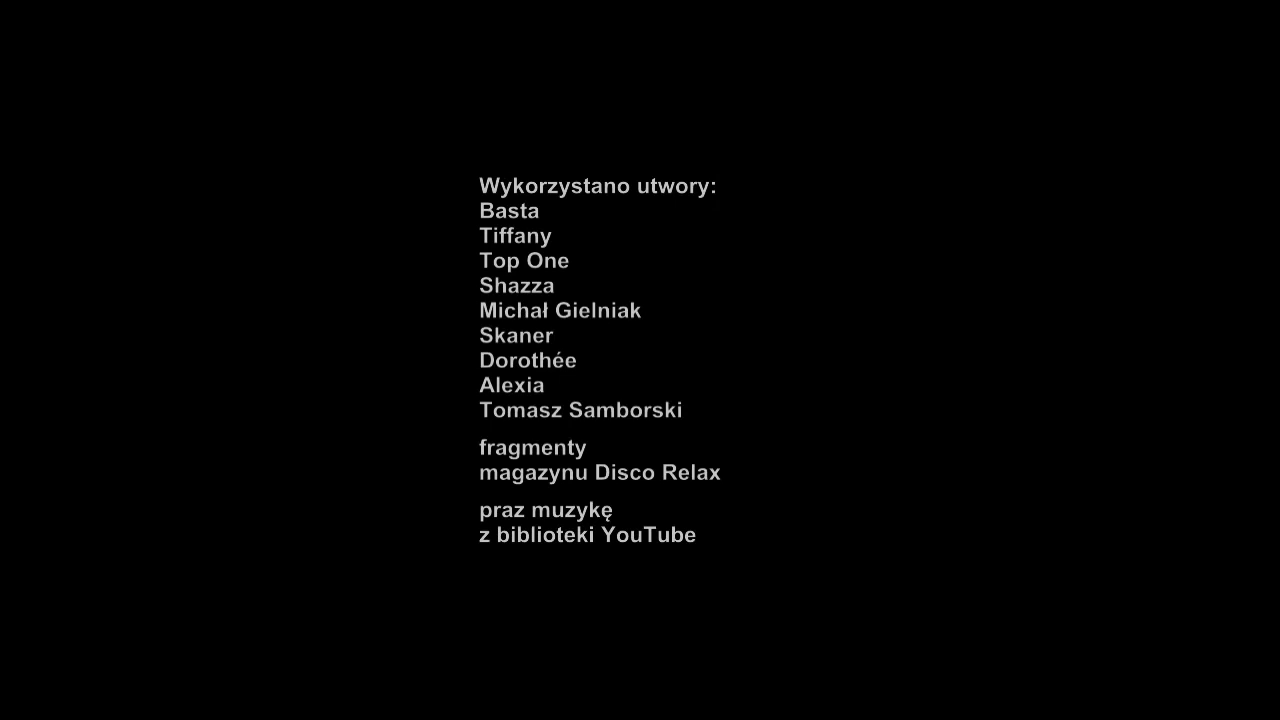 Wykorzystano utwory:
Basta
Tiffany
Top One
Shazza
Michał Gielniak
Skaner
Dorothée
Alexia
Tomasz Samborski
fragmenty
magazynu Disco Relax
praz muzykę
z biblioteki YouTube